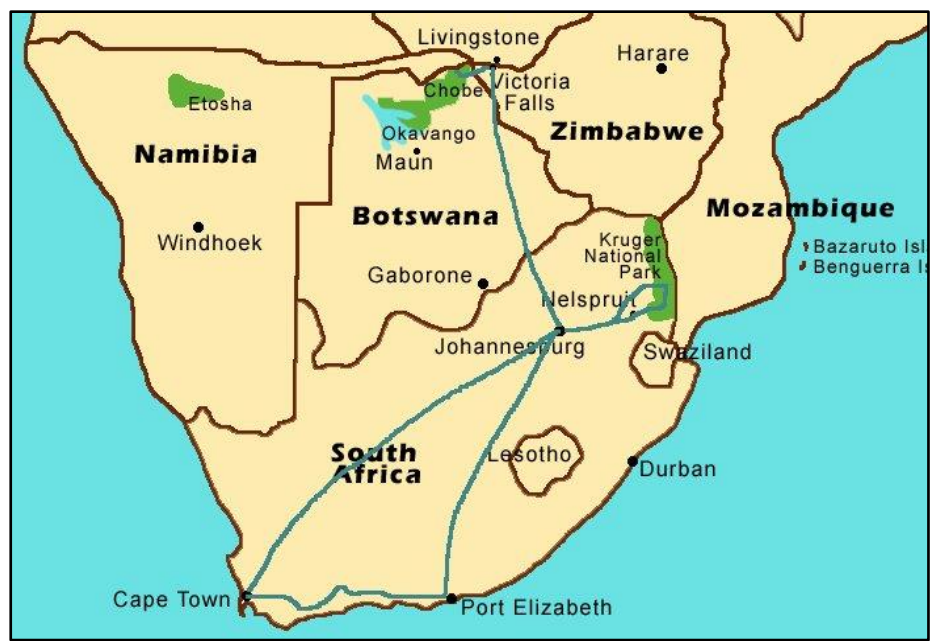 Livingstone
Harare
Etosha
Chobe
Victoria
Falls
Okavango
Zimbabwe
Namibia
Maun
Botswana
Mozambique
Windhoek
Kruger
National
Park
Bazaruto Isl
Benguerra Is
Gaborone
Nelspruit
Johannesburg
Swaziland
South
Africa
Lesotho
Durban
Cape Town
Port Elizabeth